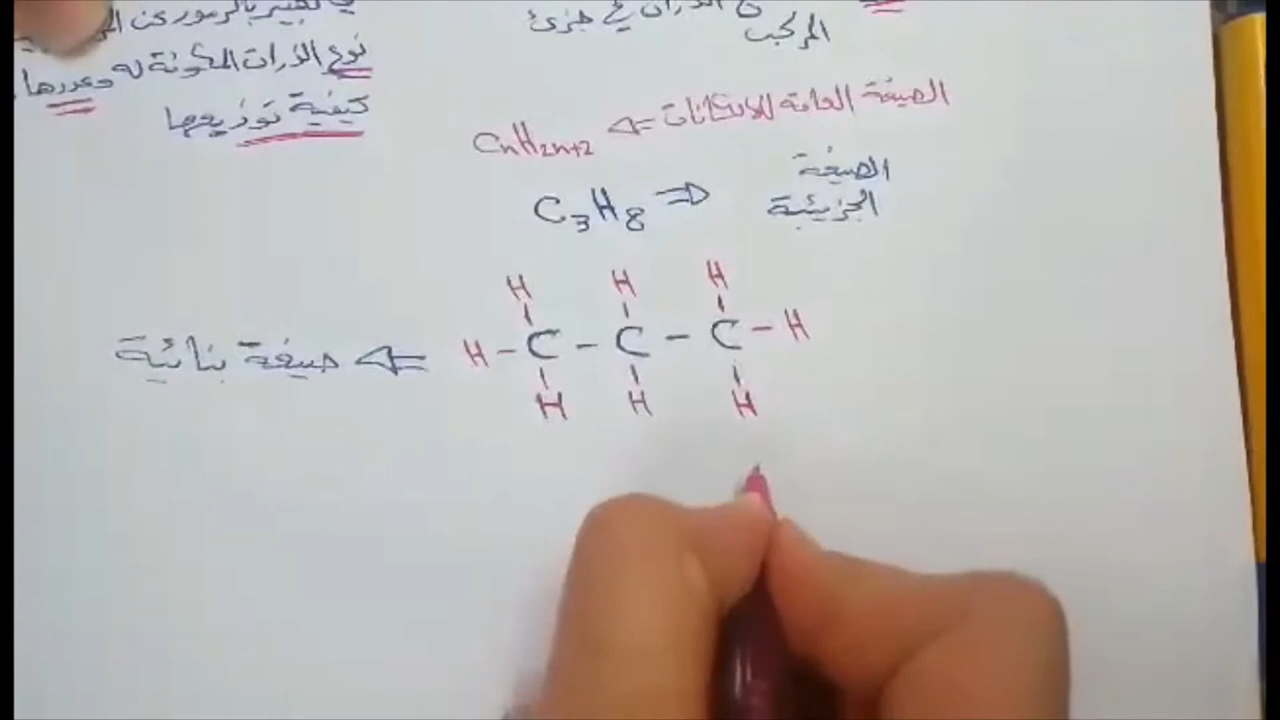 المركب
نوع الذرات المكونة له وعددها
كيفية توزيعها
الصيغة العامة للالكانات ⇐ CnH2n+2
C3H8 ⇒ الصيغة الجزيئية
H H H
H - C - C - C - H
H H H
صيغة بنائية ⇐